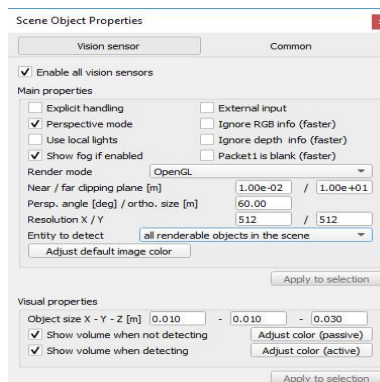 Scene Object Properties
Vision sensor Common
Enable all vision sensors
Main properties
Explicit handling External input
Perspective mode Ignore RGB info (faster)
Use local lights Ignore depth info (faster)
Show fog if enabled Packet1 is blank (faster)
Render mode OpenGL
Near / far clipping plane [m] 1.00e-02 / 1.00e+01
Persp. angle [deg] / ortho. size [m] 60.00
Resolution X / Y 512 / 512
Entity to detect all renderable objects in the scene
Adjust default image color
Apply to selection
Visual properties
Object size X - Y - Z [m] 0.010 - 0.010 - 0.030
Show volume when not detecting Adjust color (passive)
Show volume when detecting Adjust color (active)
Apply to selection